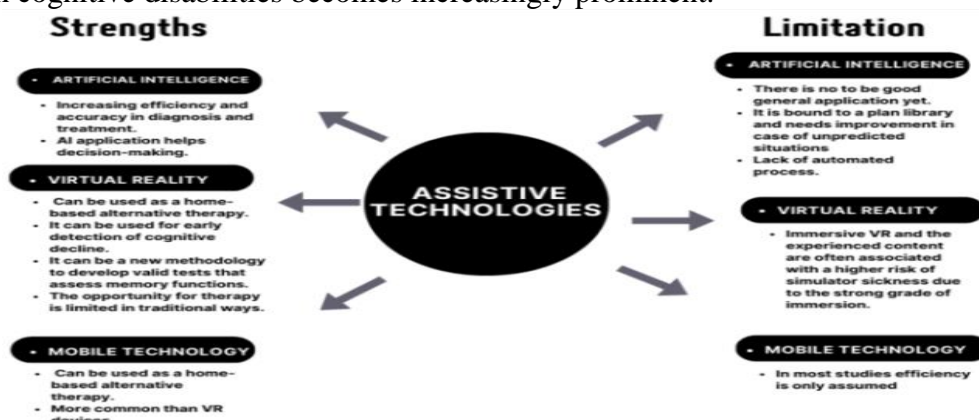 cognitive disabilities becomes increasingly prominent.
Strengths
• ARTIFICIAL INTELLIGENCE
• Increasing efficiency and
accuracy in diagnosis and
treatment.
• AI application helps
decision-making.
• VIRTUAL REALITY
• Can be used as a home-
based alternative therapy.
• It can be used for early
detection of cognitive
decline.
• It can be a new methodology
to develop valid tests that
assess memory functions.
• The opportunity for therapy
is limited in traditional ways.
• MOBILE TECHNOLOGY
• Can be used as a home-
based alternative
therapy.
• More common than VR
devices
ASSISTIVE
TECHNOLOGIES
Limitation
• ARTIFICIAL INTELLIGENCE
• There is no to be good
general application yet.
• It is bound to a plan library
and needs improvement in
case of unpredicted
situations
• Lack of automated
process.
• VIRTUAL REALITY
• Immersive VR and the
experienced content
are often associated
with a higher risk of
simulator sickness due
to the strong grade of
immersion.
• MOBILE TECHNOLOGY
• In most studies efficiency
is only assumed